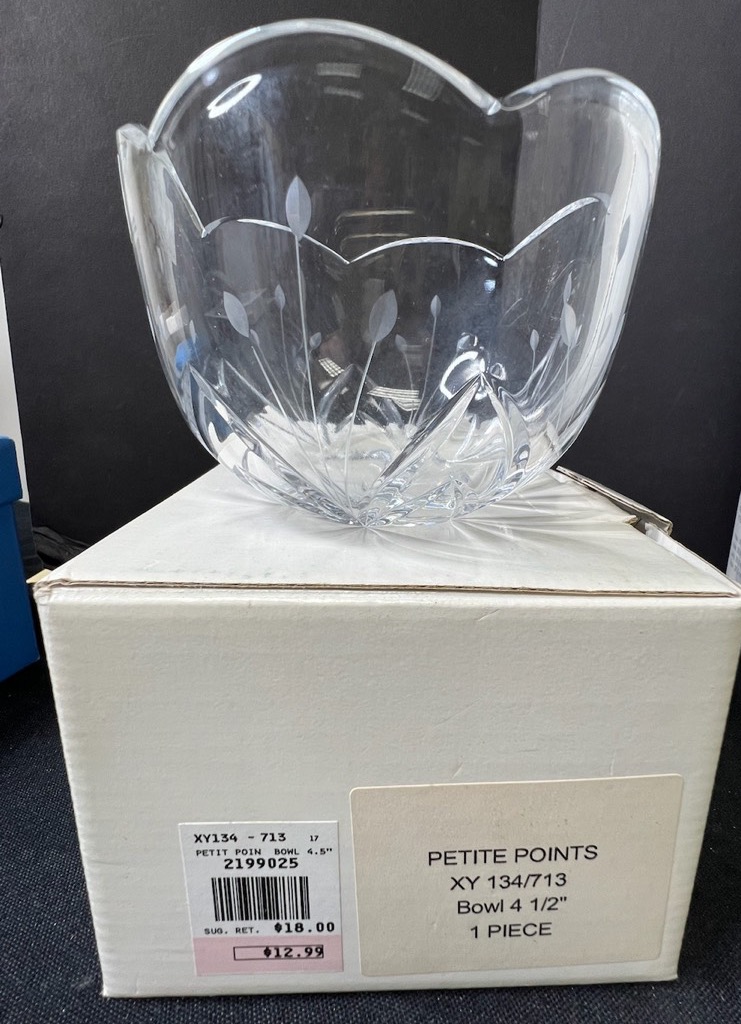 XY134 - 713 17
PETIT POIN BOWL 4.5"
2199025
SUG. RET. $18.00
$12.99
PETITE POINTS
XY 134/713
Bowl 4 1/2"
1 PIECE